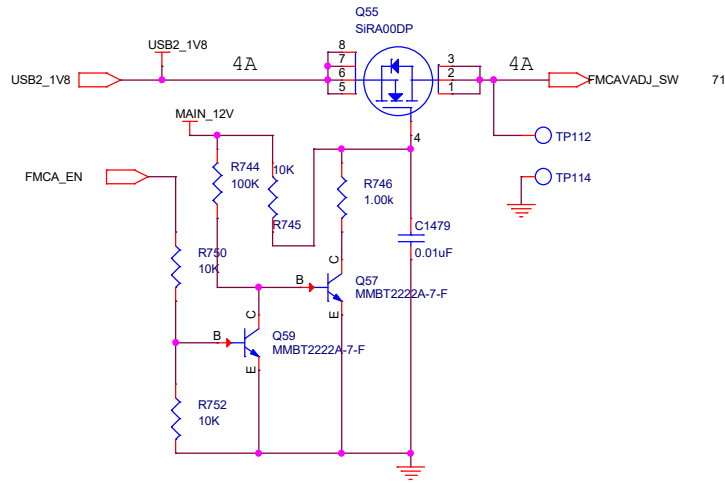 Q55
SiRA00DP
USB2_1V8
8
7
6
5
3
2
1
4A
4A
USB2_1V8
FMCAVADJ_SW
71
MAIN_12V
4
TP112
R744
100K
10K
R745
R746
1.00k
FMCA_EN
TP114
C1479
0.01uF
R750
10K
C
Q57
B
MMBT2222A-7-F
E
C
Q59
B
MMBT2222A-7-F
E
R752
10K